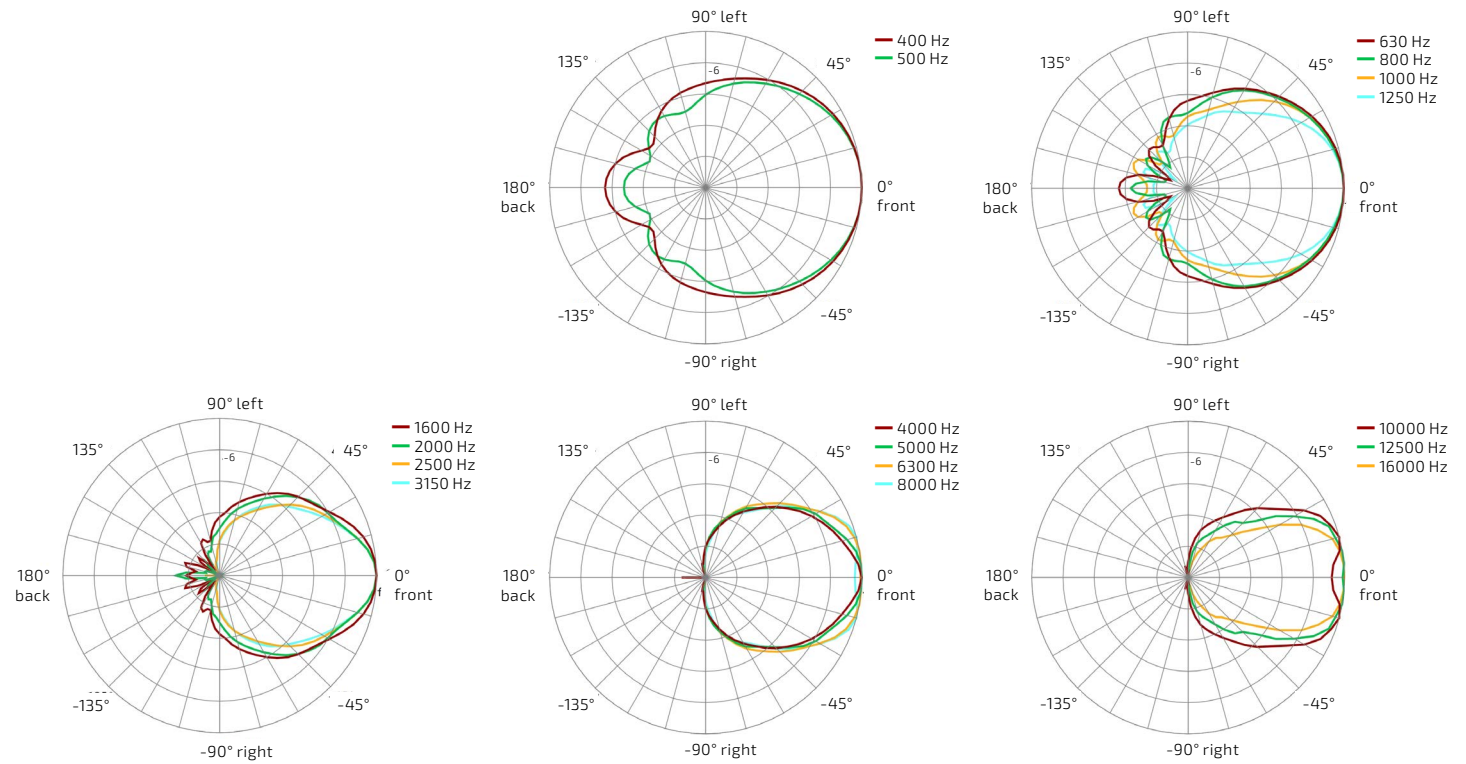 90° left
135°
45°
-6
180°
back
0°
front
-135°
-45°
-90° right
400 Hz
500 Hz
90° left
135°
45°
-6
180°
back
0°
front
-135°
-45°
-90° right
630 Hz
800 Hz
1000 Hz
1250 Hz
90° left
135°
45°
-6
180°
back
0°
front
-135°
-45°
-90° right
1600 Hz
2000 Hz
2500 Hz
3150 Hz
90° left
135°
45°
-6
180°
back
0°
front
-135°
-45°
-90° right
4000 Hz
5000 Hz
6300 Hz
8000 Hz
90° left
135°
45°
-6
180°
back
0°
front
-135°
-45°
-90° right
10000 Hz
12500 Hz
16000 Hz